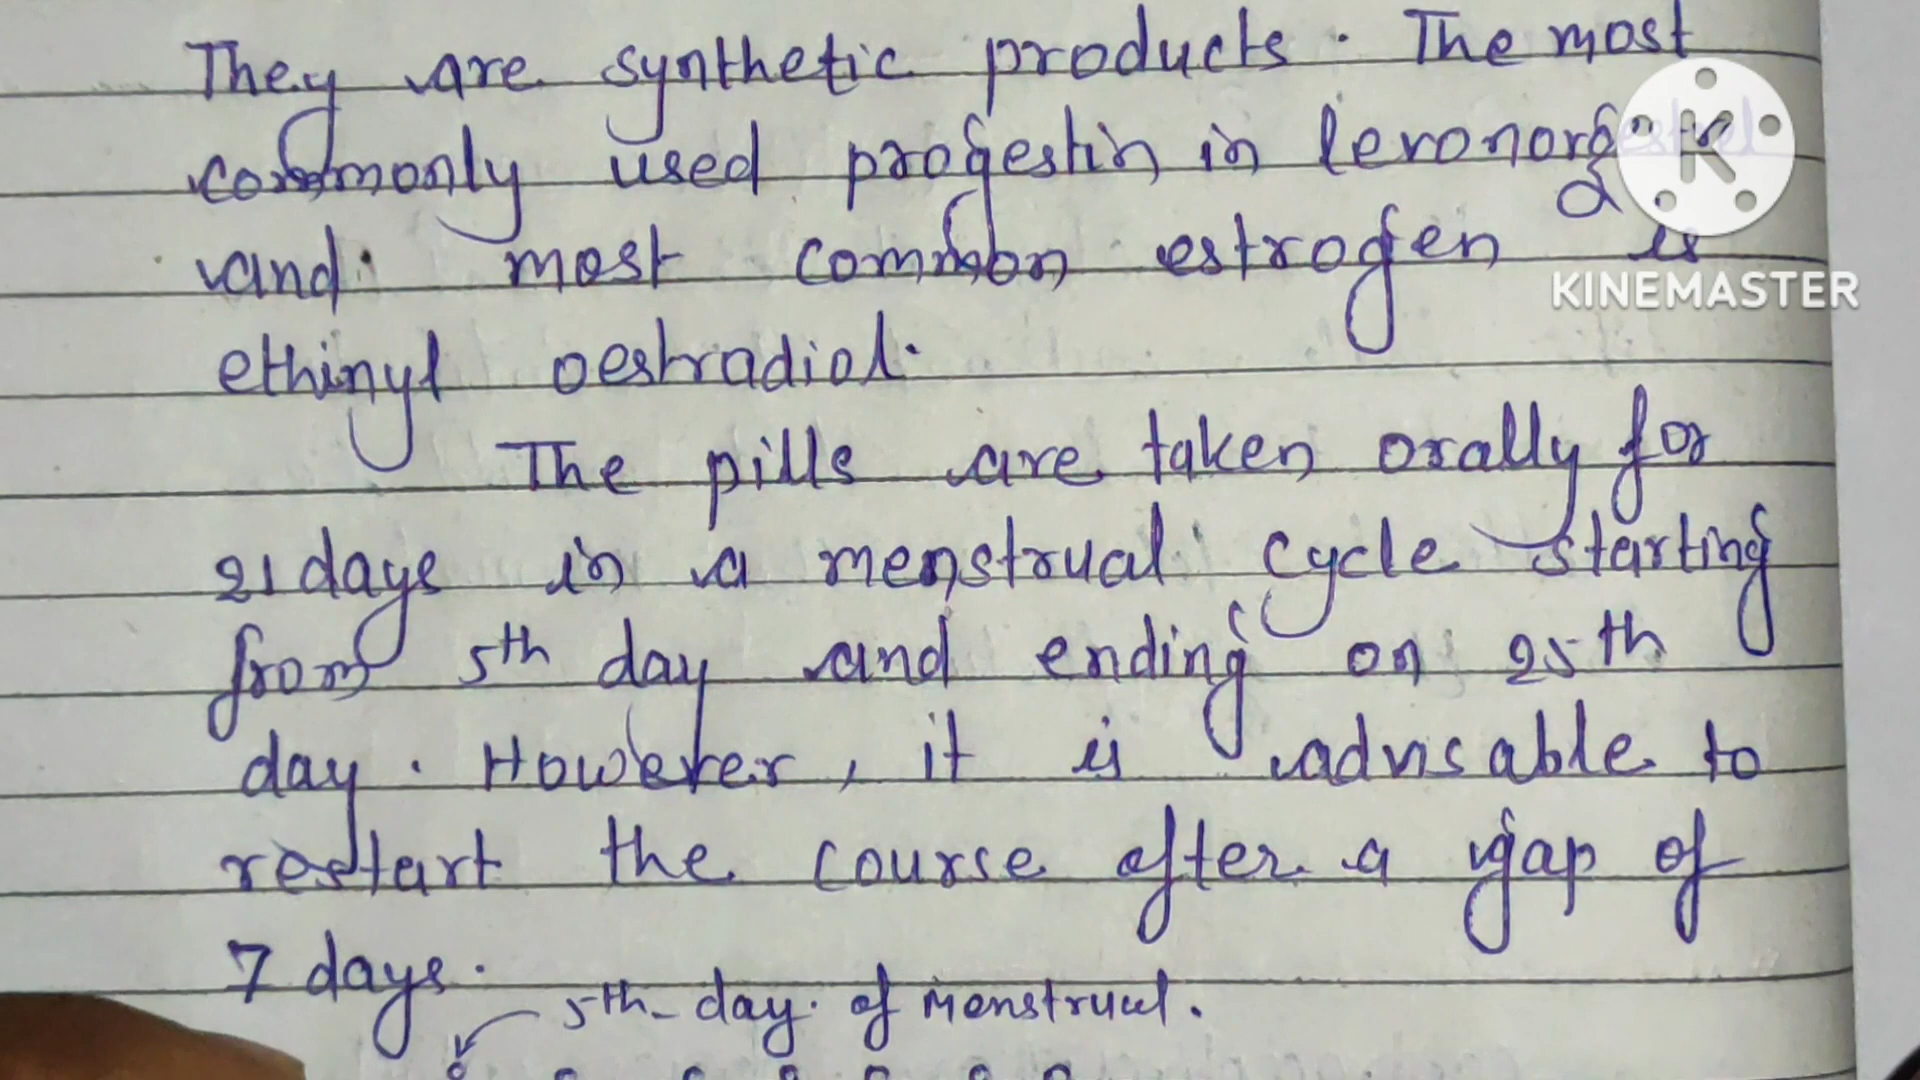 They are synthetic products. The most
commonly used progestin in levonorgestrel
and most common estrogen is
KINEMASTER
ethinyl oestradiol.
The pills are taken orally for
21 days in a menstrual cycle starting
from 5th day and ending on 25th
day. However, it is advisable to
restart the course after a gap of
7 days.
5th-day of Menstrual.